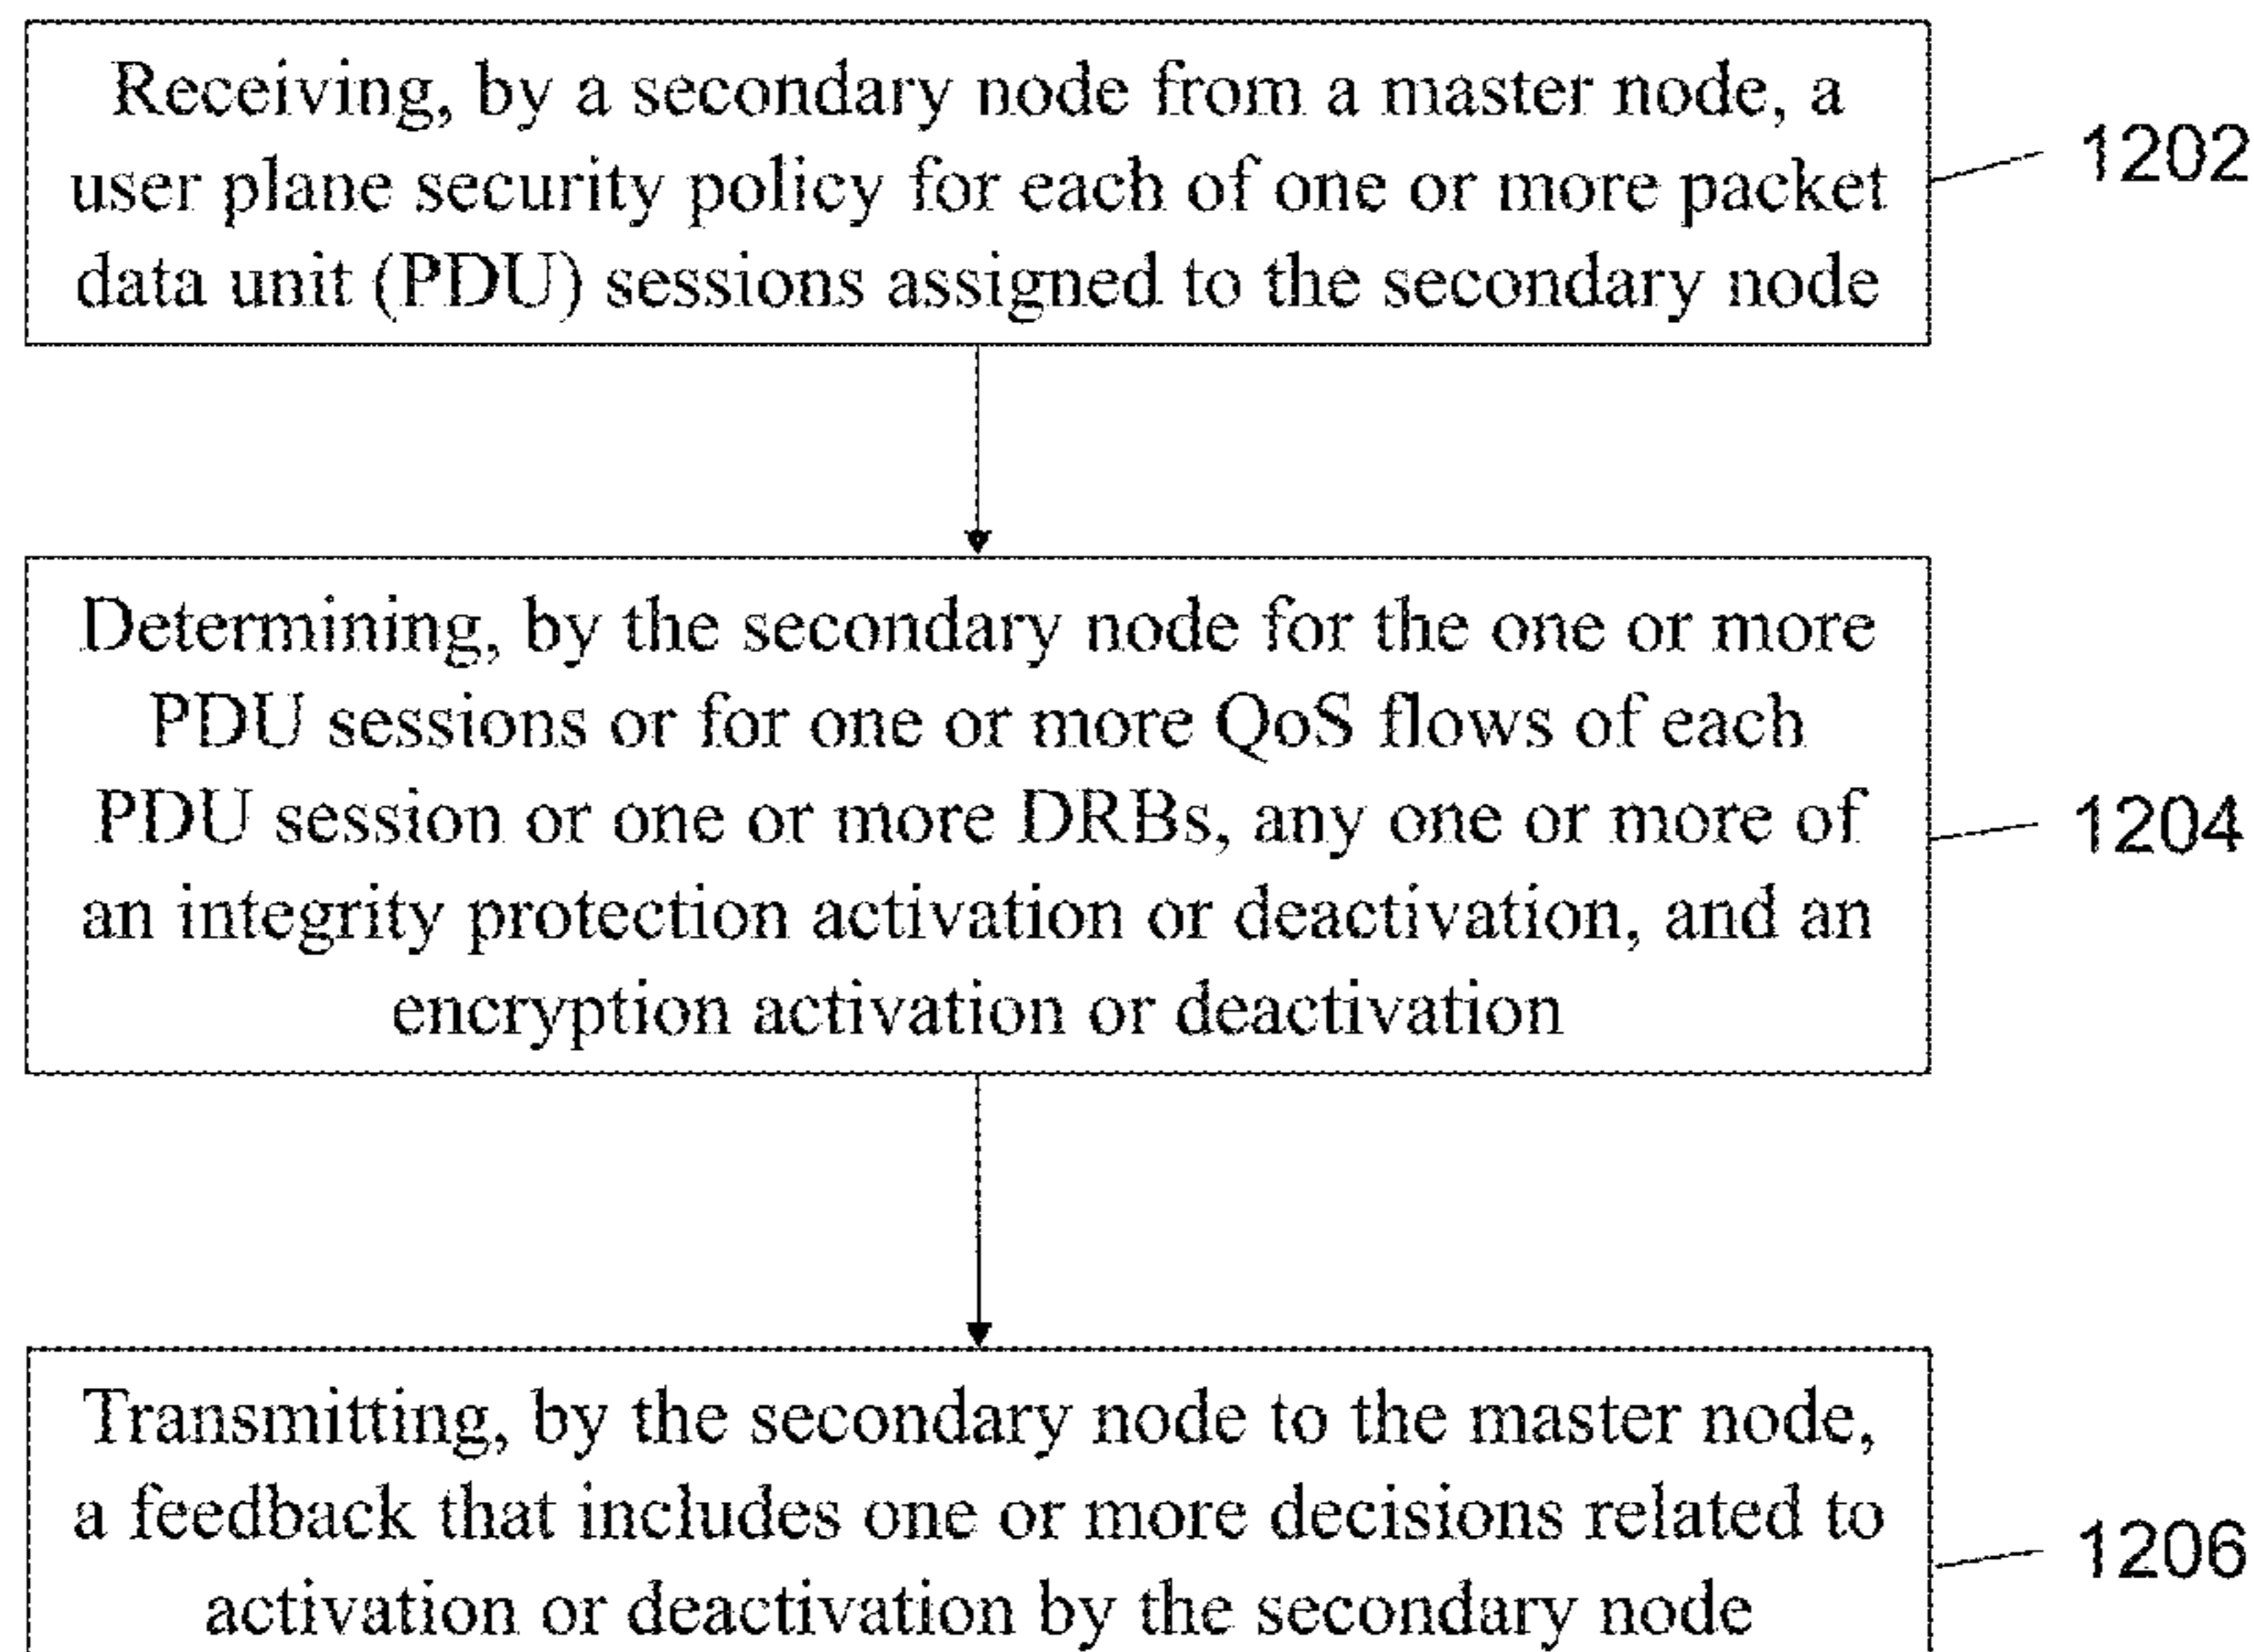 Receiving, by a secondary node from a master node, a
user plane security policy for each of one or more packet
data unit (PDU) sessions assigned to the secondary node
1202
Determining, by the secondary node for the one or more
PDU sessions or for one or more QoS flows of each
PDU session or one or more DRBs, any one or more of
an integrity protection activation or deactivation, and an
encryption activation or deactivation
1204
Transmitting, by the secondary node to the master node,
a feedback that includes one or more decisions related to
activation or deactivation by the secondary node
1206